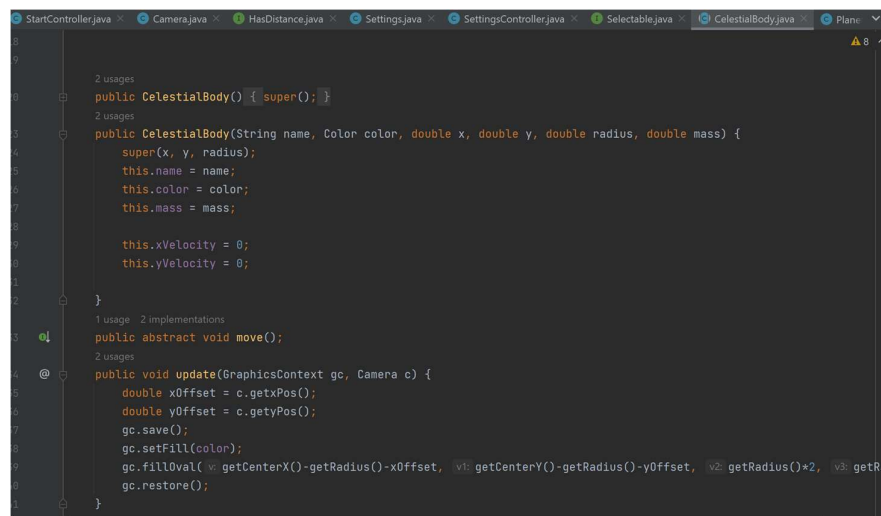 StartController.java Camera.java HasDistance.java Settings.java SettingsController.java Selectable.java CelestialBody.java Plane
8
2 usages
public CelestialBody() { super(); }
2 usages
public CelestialBody(String name, Color color, double x, double y, double radius, double mass) {
super(x, y, radius);
this.name = name;
this.color = color;
this.mass = mass;
this.xVelocity = 0;
this.yVelocity = 0;
}
1 usage 2 implementations
public abstract void move();
2 usages
@ public void update(GraphicsContext gc, Camera c) {
double xOffset = c.getxPos();
double yOffset = c.getyPos();
gc.save();
gc.setFill(color);
gc.fillOval( v: getCenterX()-getRadius()-xOffset, v1: getCenterY()-getRadius()-yOffset, v2: getRadius()*2, v3: getR
gc.restore();
}